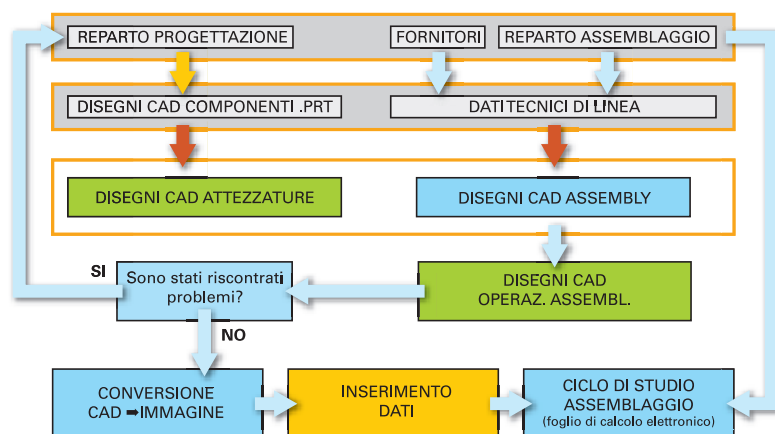 REPARTO PROGETTAZIONE
FORNITORI
REPARTO ASSEMBLAGGIO
DISEGNI CAD COMPONENTI .PRT
DATI TECNICI DI LINEA
DISEGNI CAD ATTEZZATURE
DISEGNI CAD ASSEMBLY
SI
Sono stati riscontrati
problemi?
DISEGNI CAD
OPERAZ. ASSEMBL.
NO
CONVERSIONE
CAD ➡IMMAGINE
INSERIMENTO
DATI
CICLO DI STUDIO
ASSEMBLAGGIO
(foglio di calcolo elettronico)